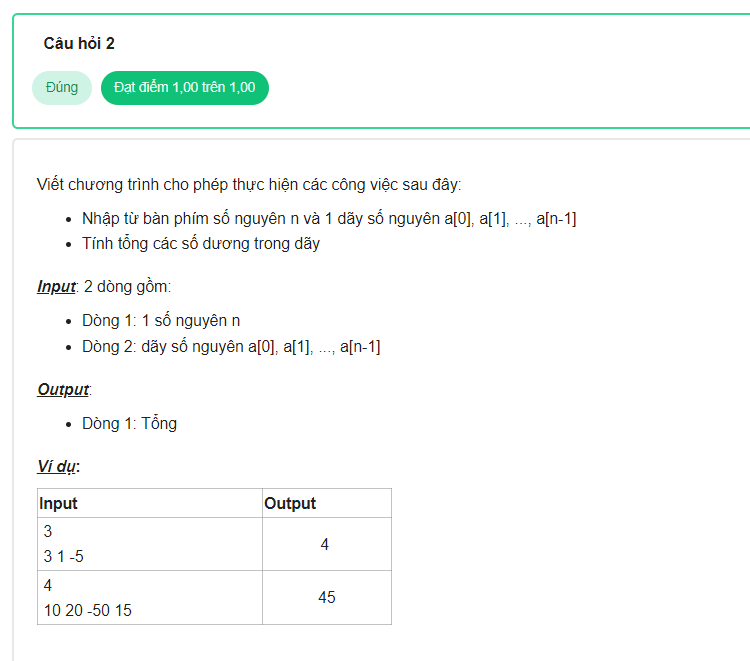 Câu hỏi 2
Đúng
Đạt điểm 1,00 trên 1,00
Viết chương trình cho phép thực hiện các công việc sau đây:
Nhập từ bàn phím số nguyên n và 1 dãy số nguyên a[0], a[1], ..., a[n-1]
Tính tổng các số dương trong dãy
Input: 2 dòng gồm:
Dòng 1: 1 số nguyên n
Dòng 2: dãy số nguyên a[0], a[1], ..., a[n-1]
Output:
Dòng 1: Tổng
Ví dụ:
Input Output
3
3 1 -5
4
4
10 20 -50 15
45